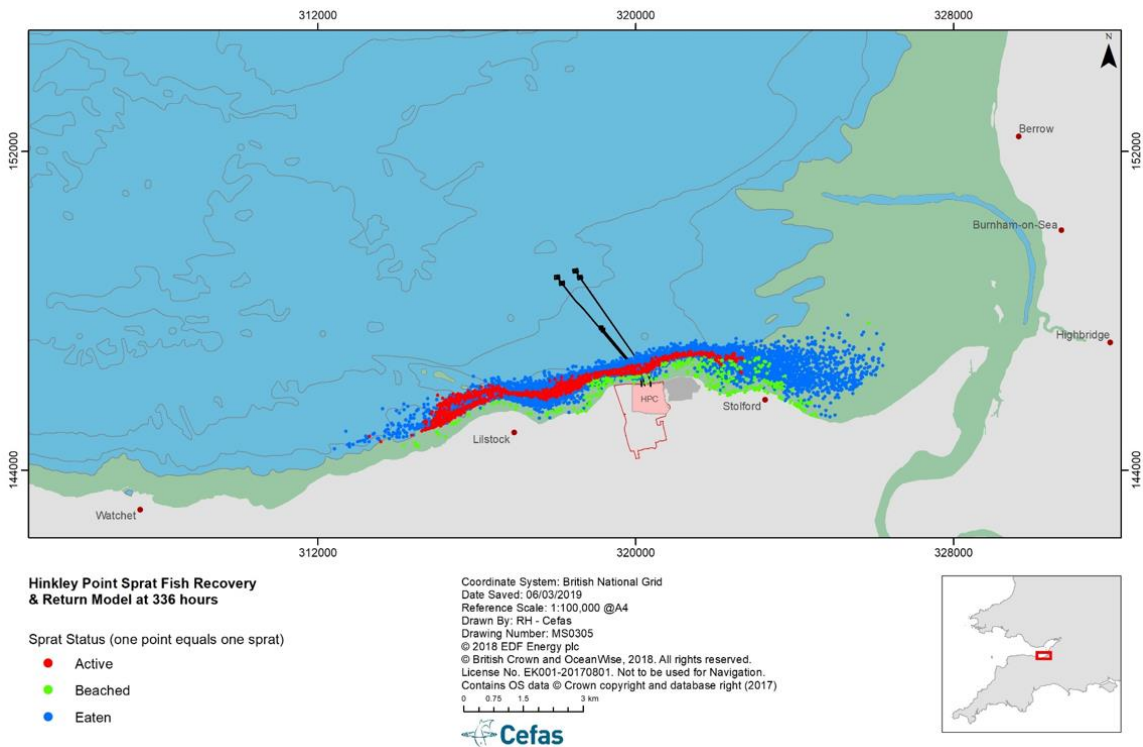 312000
320000
328000
N
152000
152000
Berrow
Burnham-on-Sea
Highbridge
HPC
Stolford
Lilstock
144000
144000
Watchet
312000
320000
328000
Hinkley Point Sprat Fish Recovery
& Return Model at 336 hours
Sprat Status (one point equals one sprat)
Active
Beached
Eaten
Coordinate System: British National Grid
Date Saved: 06/03/2019
Reference Scale: 1:100,000 @A4
Drawn By: RH - Cefas
Drawing Number: MS0305
© 2018 EDF Energy plc
© British Crown and OceanWise, 2018. All rights reserved.
License No. EK001-20170801. Not to be used for Navigation.
Contains OS data © Crown copyright and database right (2017)
0 0.75 1.5 3 km
Cefas